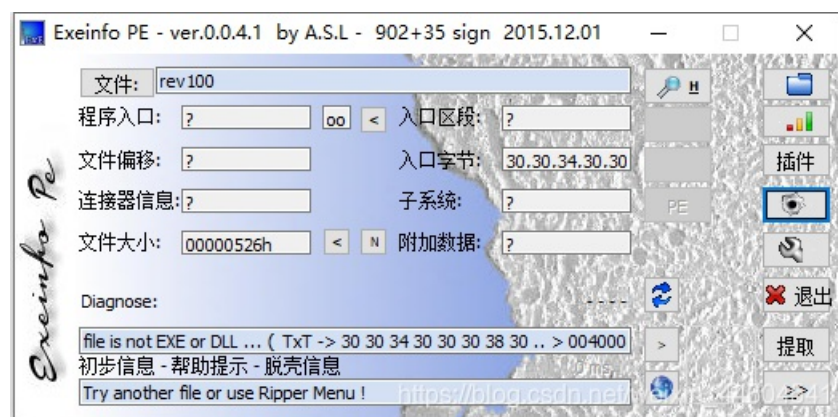 Exeinfo PE - ver.0.0.4.1 by A.S.L - 902+35 sign 2015.12.01
文件: rev100 H
程序入口: ? oo < 入口区段: ?
文件偏移: ? 入口字节: 30.30.34.30.30 插件
连接器信息: ? 子系统: ? PE
文件大小: 00000526h < N 附加数据: ?
Exeinfo Pe
Diagnose: 退出
file is not EXE or DLL ... ( TxT -> 30 30 34 30 30 30 38 30 .. > 004000 > 提取
初步信息 - 帮助提示 - 脱壳信息
Try another file or use Ripper Menu ! >>
https://blog.csdn.net/